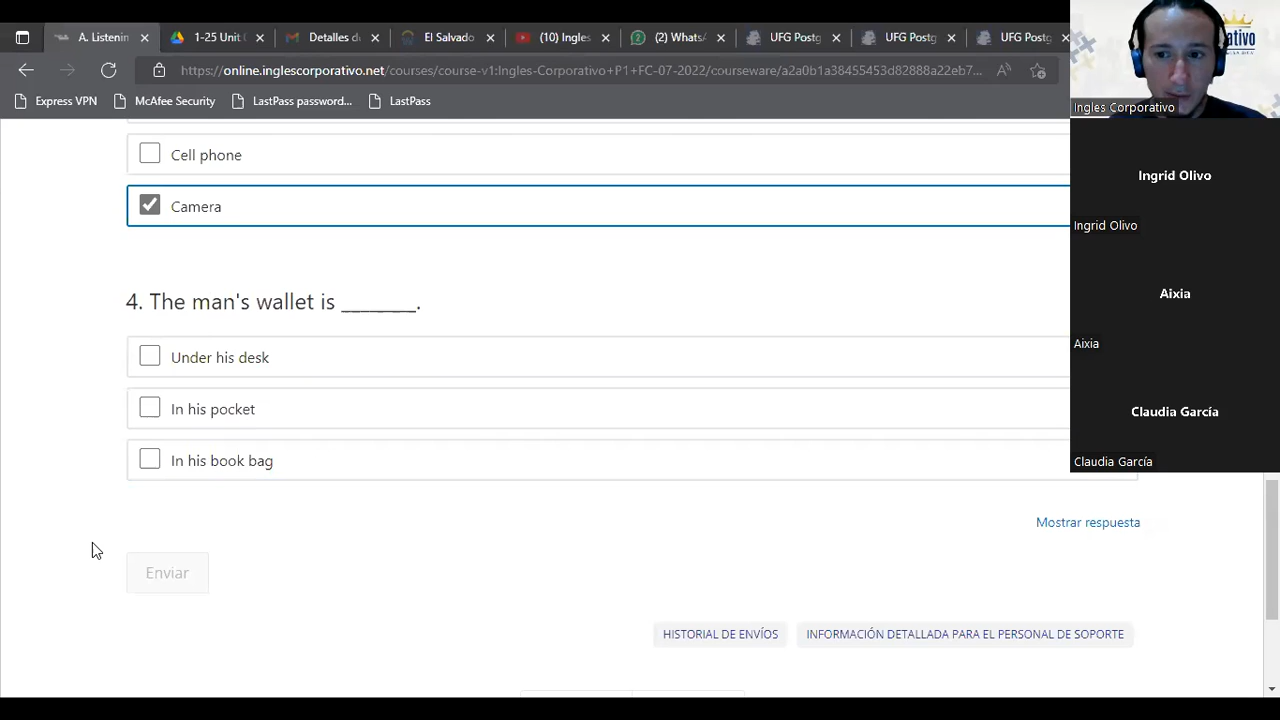 A. Listenin
1-25 Unit
Detalles d
El Salvado
(10) Ingles
(2) Whats
UFG Postg
UFG Postg
UFG Postg
https://online.inglescorporativo.net/courses/course-v1:Ingles-Corporativo+P1+FC-07-2022/courseware/a2a0b1a38455453d82888a22eb7...
Express VPN
McAfee Security
LastPass password...
LastPass
ativo
Ingles Corporativo
Cell phone
Camera
4. The man's wallet is _______.
Under his desk
In his pocket
In his book bag
Mostrar respuesta
Enviar
HISTORIAL DE ENVÍOS
INFORMACIÓN DETALLADA PARA EL PERSONAL DE SOPORTE
Ingrid Olivo
Ingrid Olivo
Aixia
Aixia
Claudia García
Claudia García